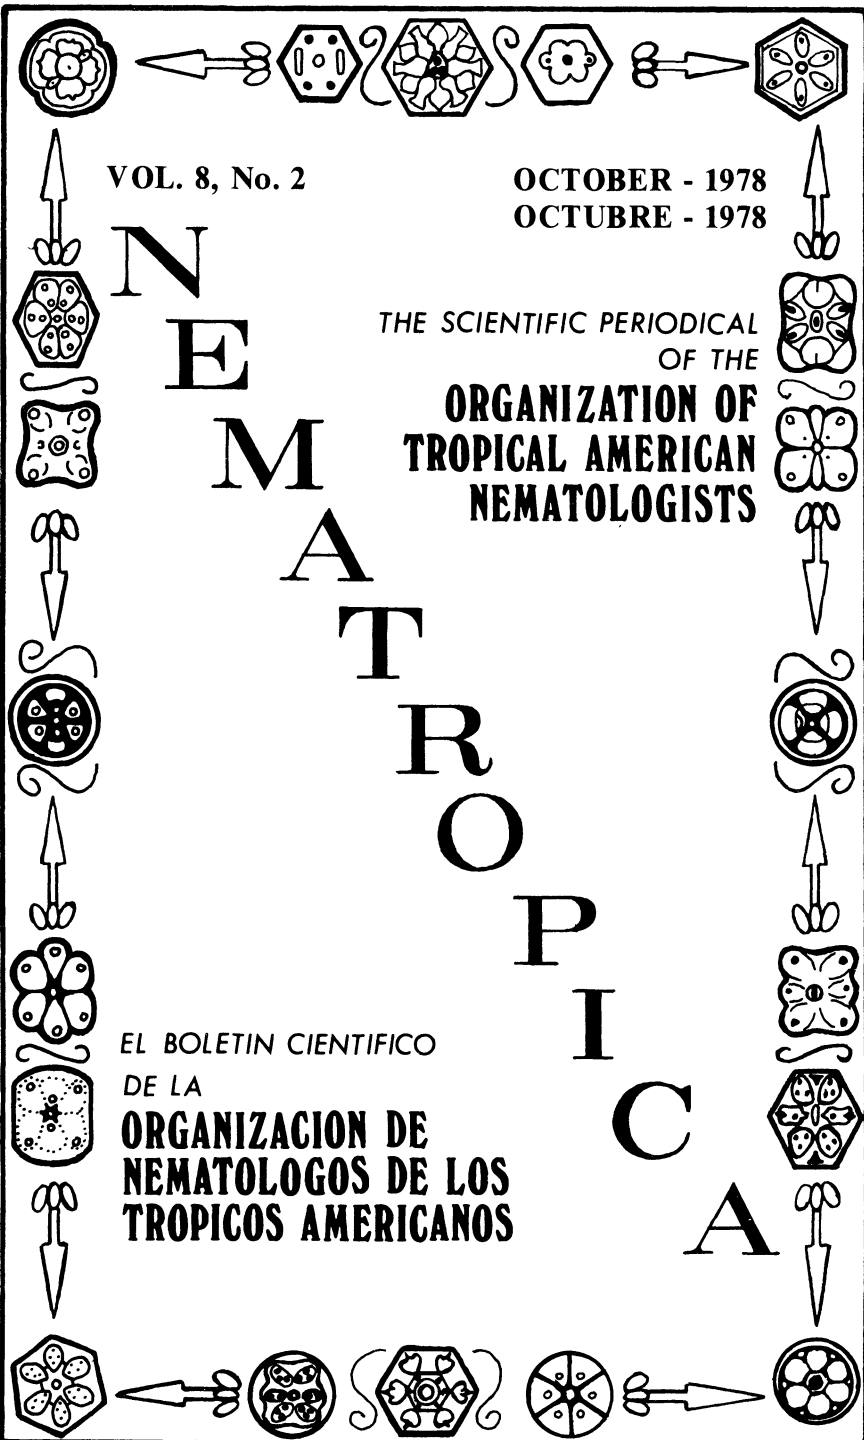 VOL. 8, No. 2
OCTOBER - 1978
OCTUBRE - 1978
NEMATROPICA
THE SCIENTIFIC PERIODICAL
OF THE
ORGANIZATION OF
TROPICAL AMERICAN
NEMATOLOGISTS
EL BOLETIN CIENTIFICO
DE LA
ORGANIZACION DE
NEMATOLOGOS DE LOS
TROPICOS AMERICANOS